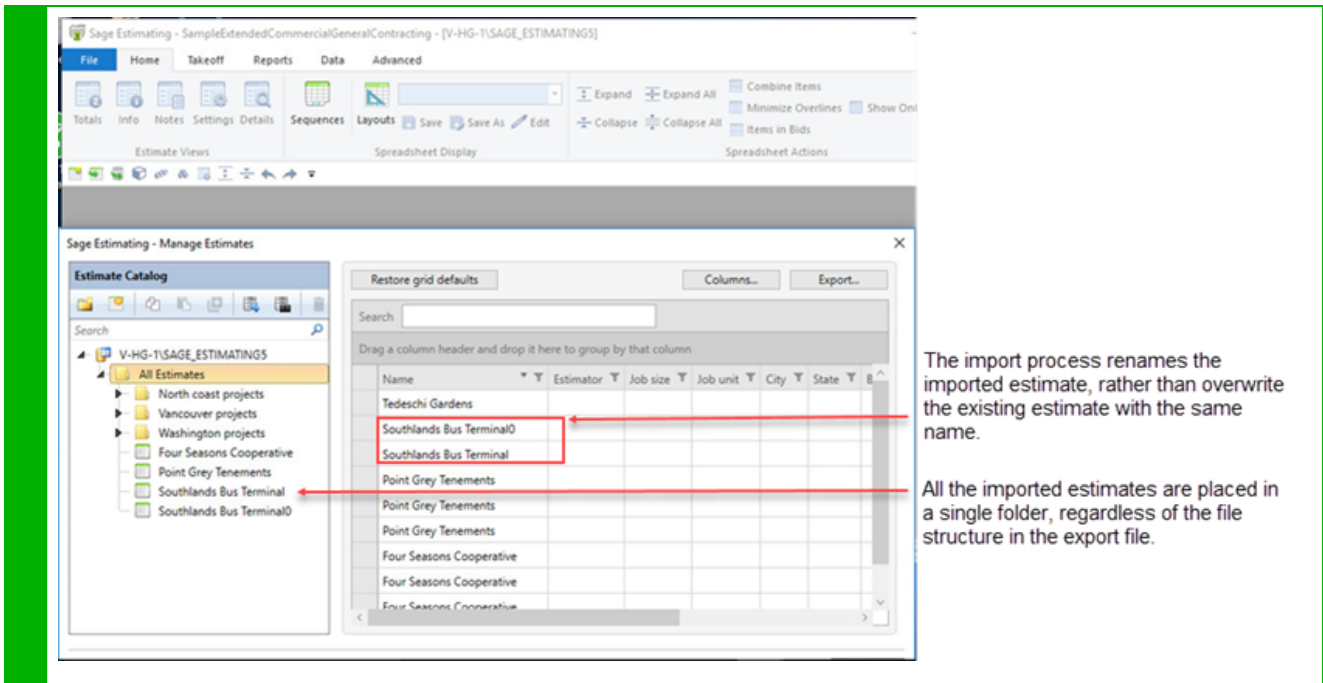 Sage Estimating - SampleExtendedCommercialGeneralContracting - [V-HG-1\SAGE_ESTIMATING5]
File Home Takeoff Reports Data Advanced
Combine Items
Expand Expand All
Minimize Overlines Show Onl
Totals Info Notes Settings Details Sequences Layouts Save Save As Edit Collapse Collapse All
Items in Bids
Estimate Views Spreadsheet Display Spreadsheet Actions
Sage Estimating - Manage Estimates
Estimate Catalog
Restore grid defaults Columns... Export...
Search
Search
Drag a column header and drop it here to group by that column
V-HG-1\SAGE_ESTIMATING5
All Estimates
North coast projects
Vancouver projects
Washington projects
Four Seasons Cooperative
Point Grey Tenements
Southlands Bus Terminal
Southlands Bus Terminal0
Name Estimator Job size Job unit City State B
Tedeschi Gardens
Southlands Bus Terminal0
Southlands Bus Terminal
Point Grey Tenements
Point Grey Tenements
Point Grey Tenements
Four Seasons Cooperative
Four Seasons Cooperative
Four Seasons Cooperative
The import process renames the
imported estimate, rather than overwrite
the existing estimate with the same
name.
All the imported estimates are placed in
a single folder, regardless of the file
structure in the export file.